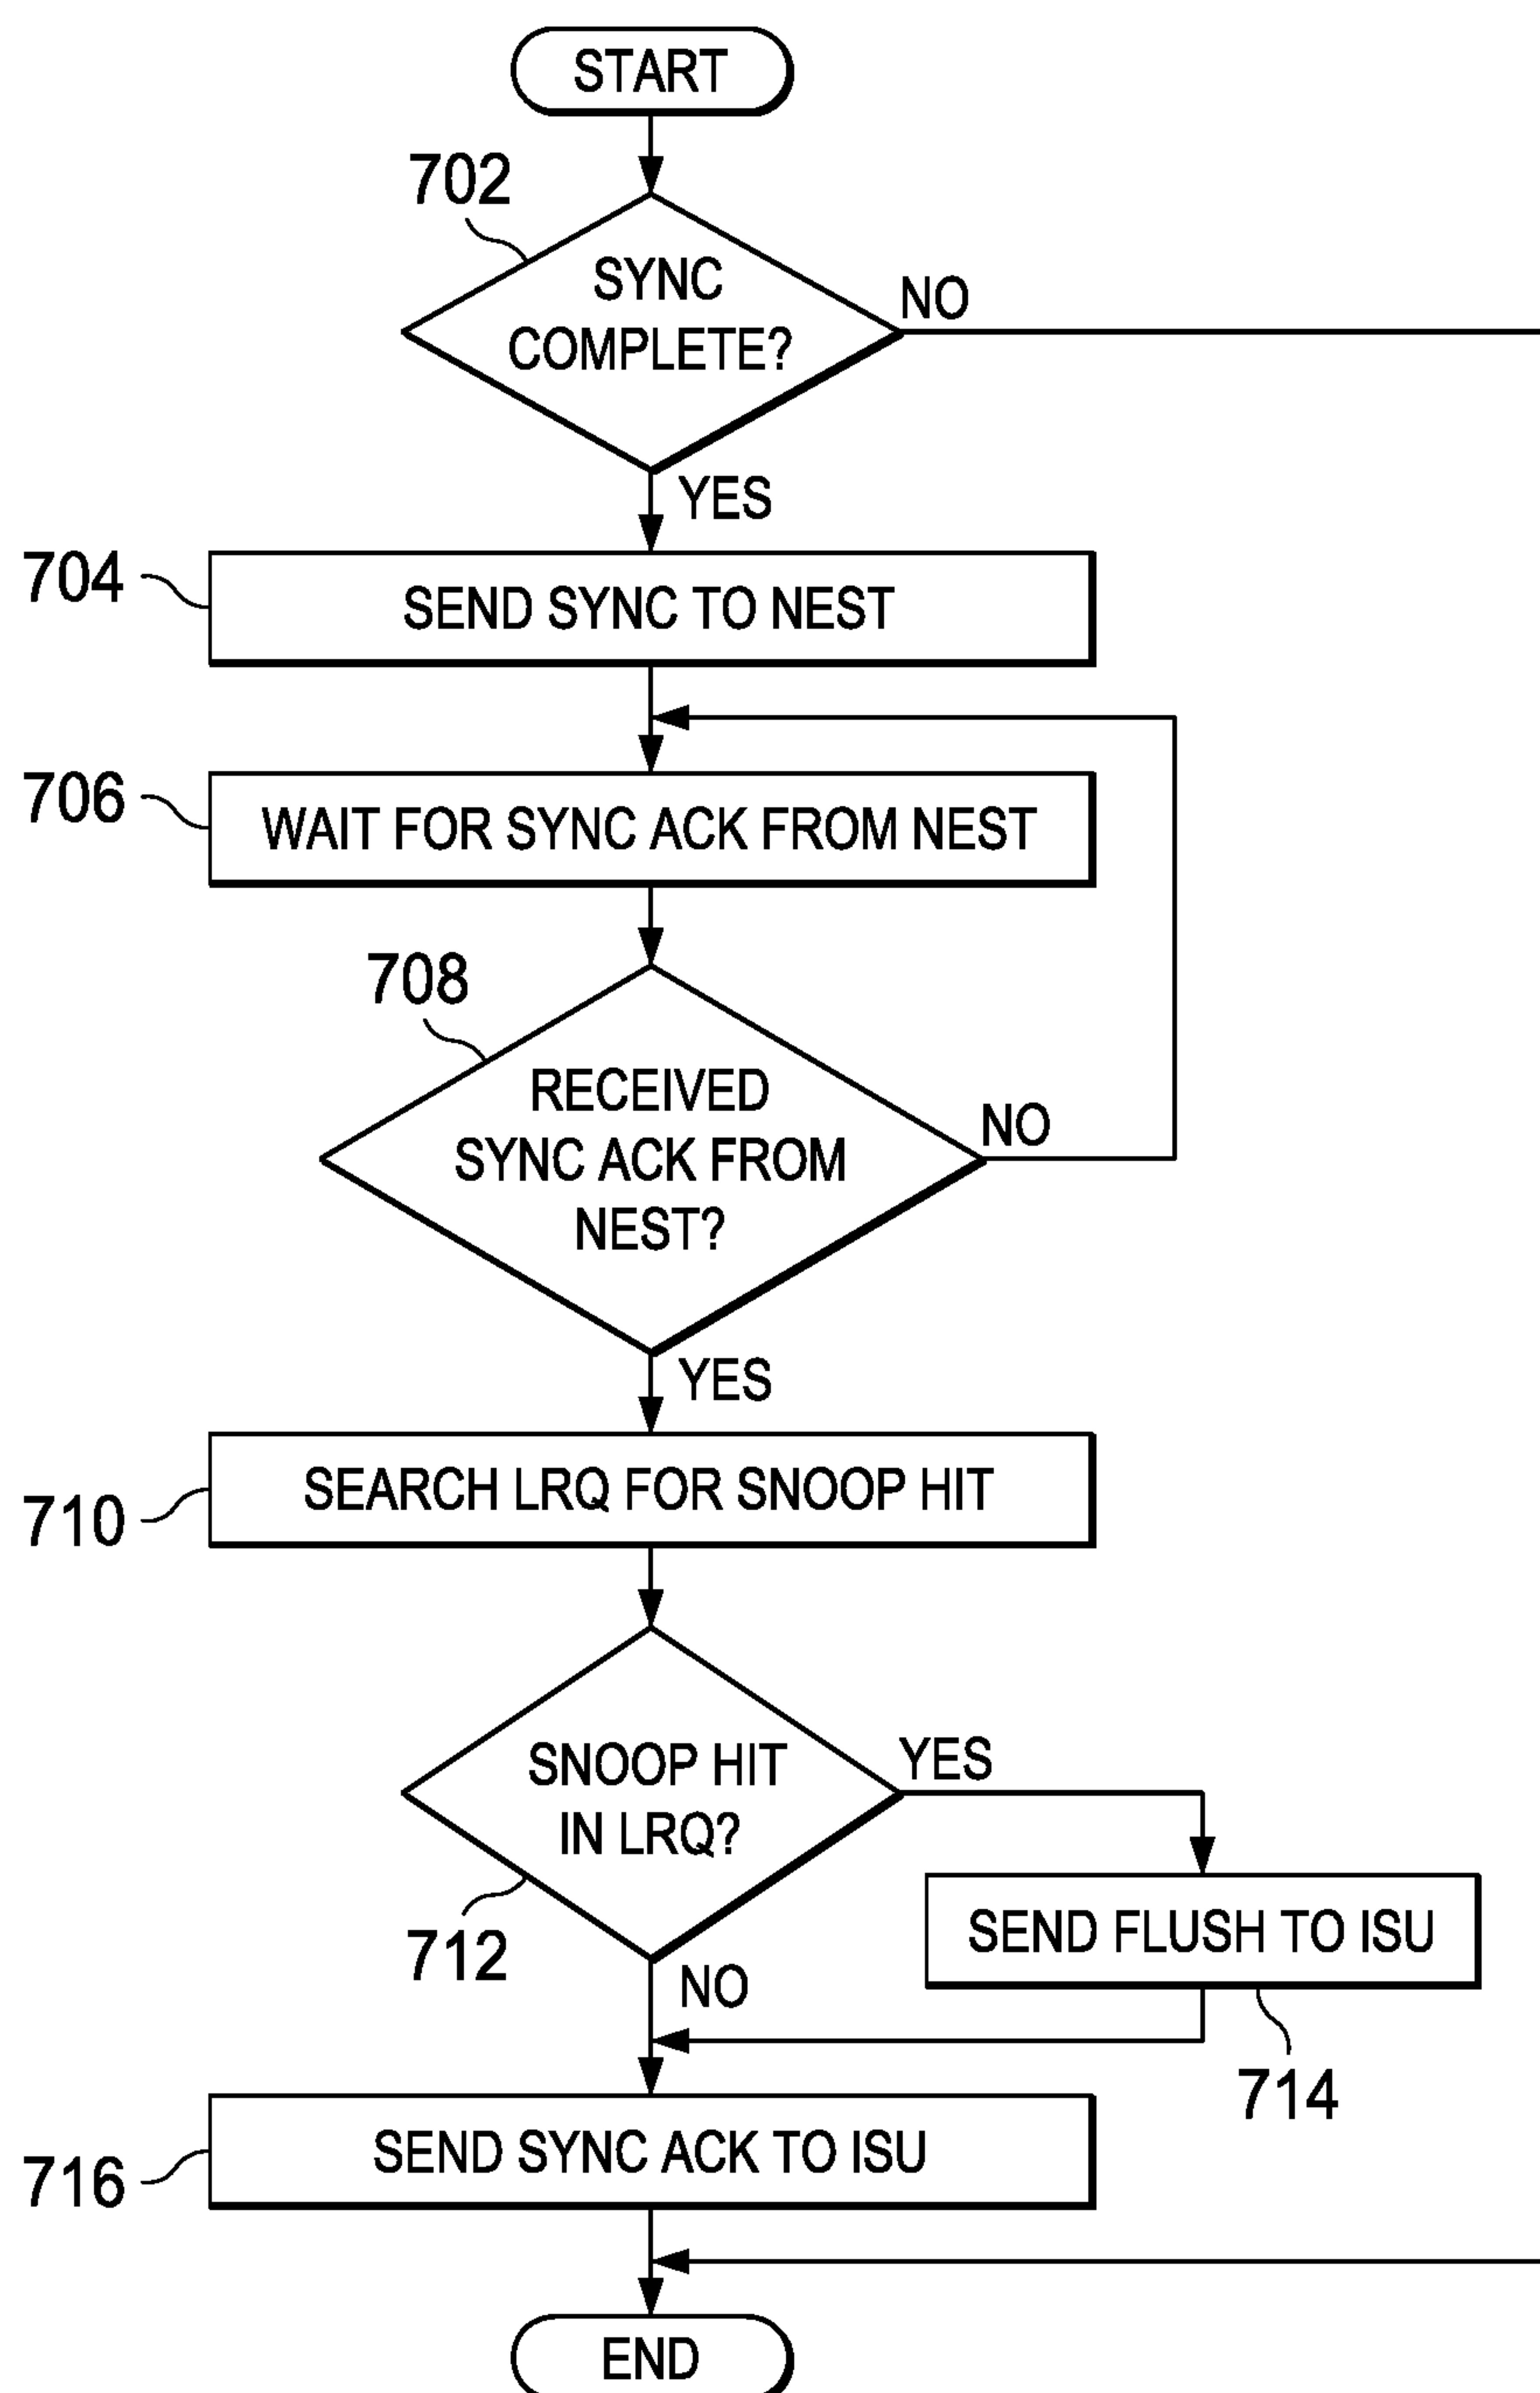 START
702
SYNC
COMPLETE?
NO
YES
704
SEND SYNC TO NEST
706
WAIT FOR SYNC ACK FROM NEST
708
RECEIVED
SYNC ACK FROM
NEST?
NO
YES
710
SEARCH LRQ FOR SNOOP HIT
SNOOP HIT
IN LRQ?
YES
712
NO
SEND FLUSH TO ISU
714
716
SEND SYNC ACK TO ISU
END